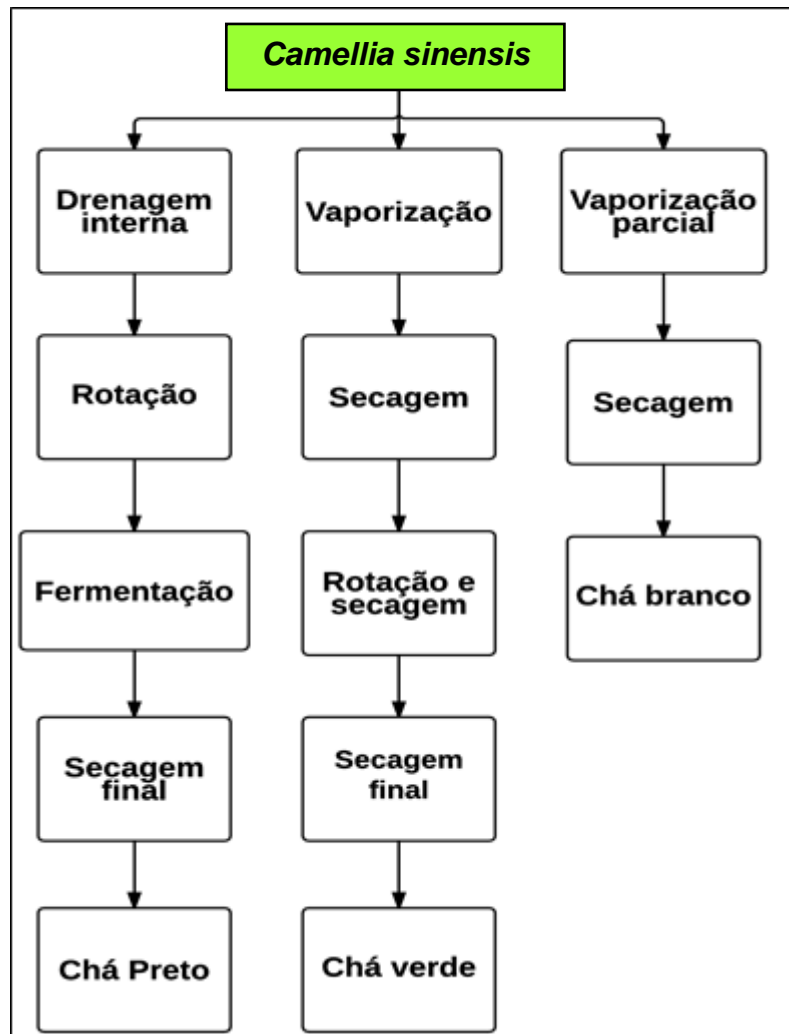 Camellia sinensis
Drenagem
interna
Rotação
Fermentação
Secagem
final
Chá Preto
Vaporização
Secagem
Rotação e
secagem
Secagem
final
Chá verde
Vaporização
parcial
Secagem
Chá branco